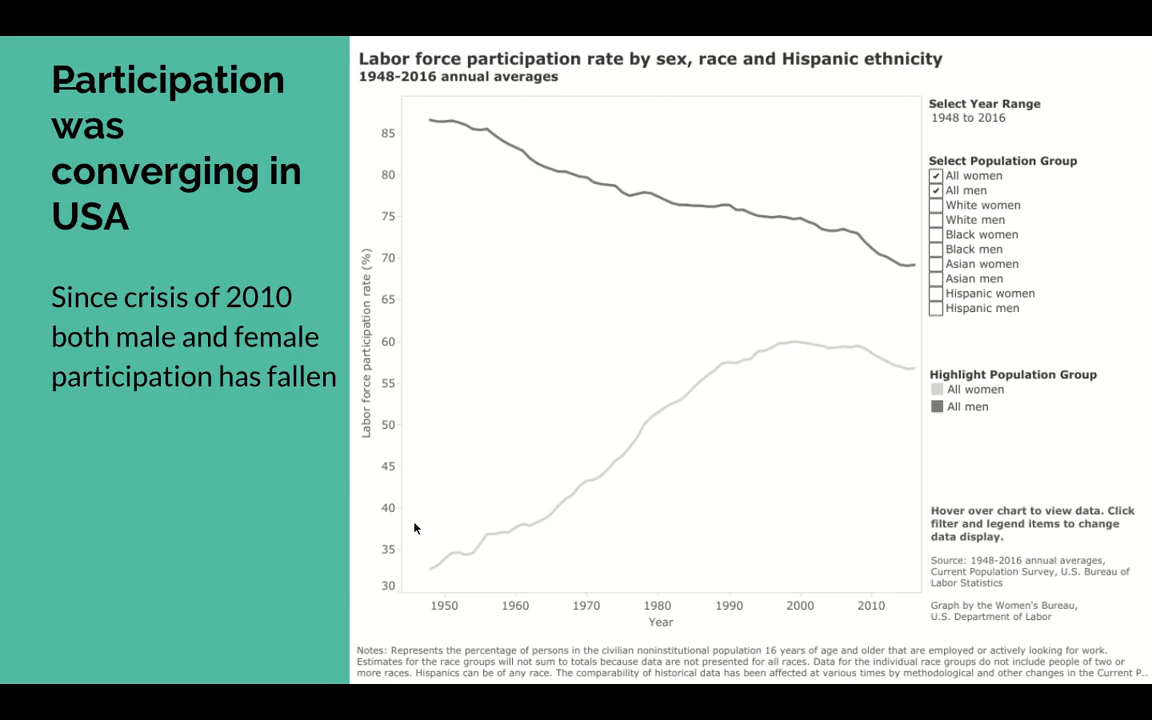 Participation
was
converging in
USA
Since crisis of 2010
both male and female
participation has fallen
Labor force participation rate by sex, race and Hispanic ethnicity
1948-2016 annual averages
Labor force participation rate (%)
85
80
75
70
65
60
55
50
45
40
35
30
1950 1960 1970 1980 1990 2000 2010
Year
Select Year Range
1948 to 2016
Select Population Group
All women
All men
White women
White men
Black women
Black men
Asian women
Asian men
Hispanic women
Hispanic men
Highlight Population Group
All women
All men
Hover over chart to view data. Click
filter and legend items to change
data display.
Source: 1948-2016 annual averages,
Current Population Survey, U.S. Bureau of
Labor Statistics
Graph by the Women's Bureau,
U.S. Department of Labor
Notes: Represents the percentage of persons in the civilian noninstitutional population 16 years of age and older that are employed or actively looking for work.
Estimates for the race groups will not sum to totals because data are not presented for all races. Data for the individual race groups do not include people of two or
more races. Hispanics can be of any race. The comparability of historical data has been affected at various times by methodological and other changes in the Current P...